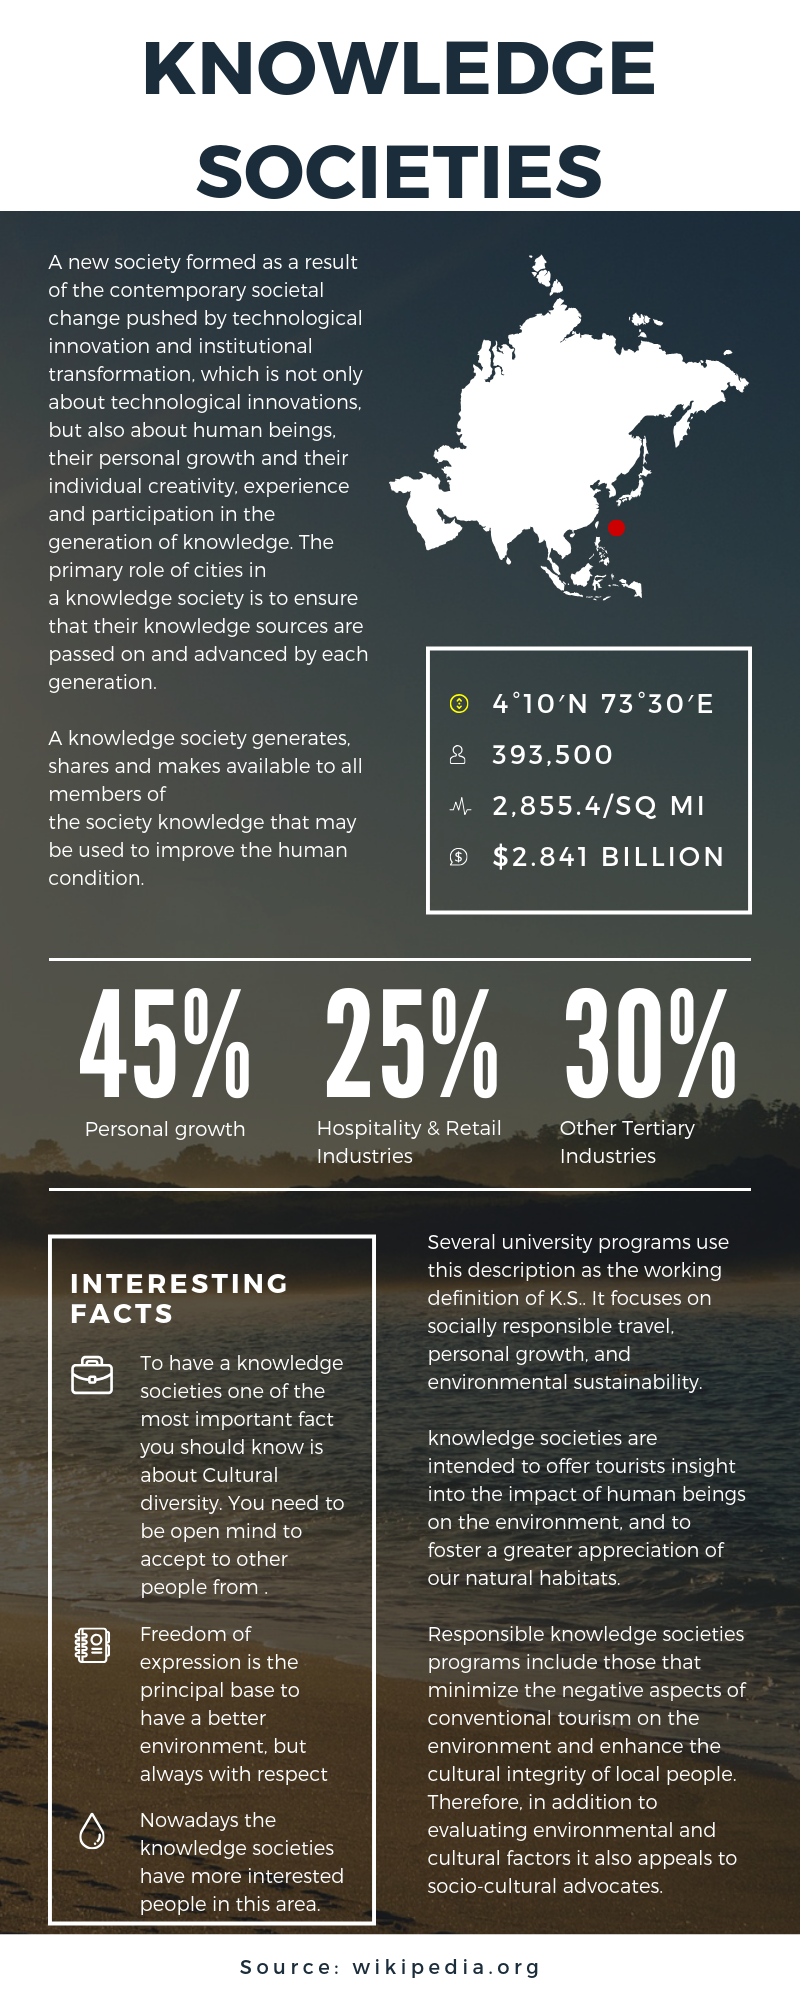 KNOWLEDGE
SOCIETIES
A new society formed as a result
of the contemporary societal
change pushed by technological
innovation and institutional
transformation, which is not only
about technological innovations,
but also about human beings,
their personal growth and their
individual creativity, experience
and participation in the
generation of knowledge. The
primary role of cities in
a knowledge society is to ensure
that their knowledge sources are
passed on and advanced by each
generation.
A knowledge society generates,
shares and makes available to all
members of
the society knowledge that may
be used to improve the human
condition.
4°10′N 73°30′E
393,500
2,855.4/SQ MI
$2.841 BILLION
45%
Personal growth
25%
Hospitality & Retail
Industries
30%
Other Tertiary
Industries
INTERESTING
FACTS
To have a knowledge
societies one of the
most important fact
you should know is
about Cultural
diversity. You need to
be open mind to
accept to other
people from .
Freedom of
expression is the
principal base to
have a better
environment, but
always with respect
Nowadays the
knowledge societies
have more interested
people in this area.
Several university programs use
this description as the working
definition of K.S.. It focuses on
socially responsible travel,
personal growth, and
environmental sustainability.
knowledge societies are
intended to offer tourists insight
into the impact of human beings
on the environment, and to
foster a greater appreciation of
our natural habitats.
Responsible knowledge societies
programs include those that
minimize the negative aspects of
conventional tourism on the
environment and enhance the
cultural integrity of local people.
Therefore, in addition to
evaluating environmental and
cultural factors it also appeals to
socio-cultural advocates.
Source: wikipedia.org